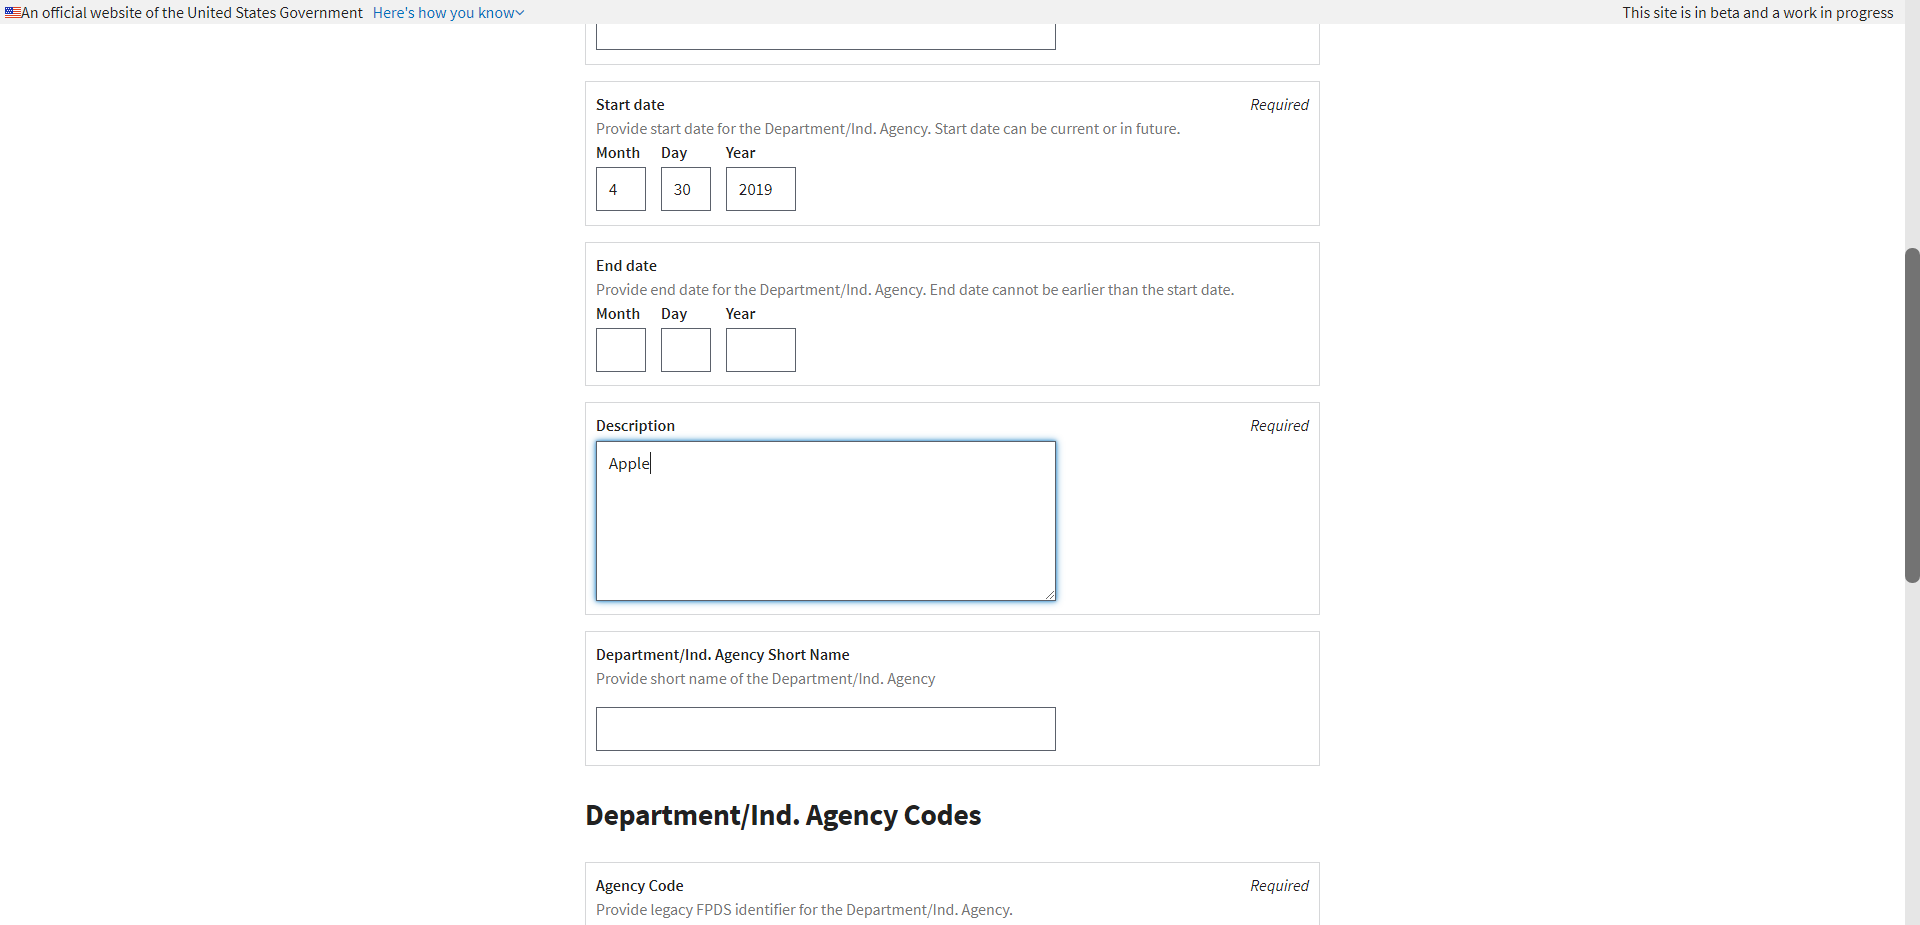 An official website of the United States Government Here's how you know
This site is in beta and a work in progress
Start date
Required
Provide start date for the Department/Ind. Agency. Start date can be current or in future.
Month Day Year
4 30 2019
End date
Provide end date for the Department/Ind. Agency. End date cannot be earlier than the start date.
Month Day Year
Description
Required
Apple
Department/Ind. Agency Short Name
Provide short name of the Department/Ind. Agency
Department/Ind. Agency Codes
Agency Code
Required
Provide legacy FPDS identifier for the Department/Ind. Agency.